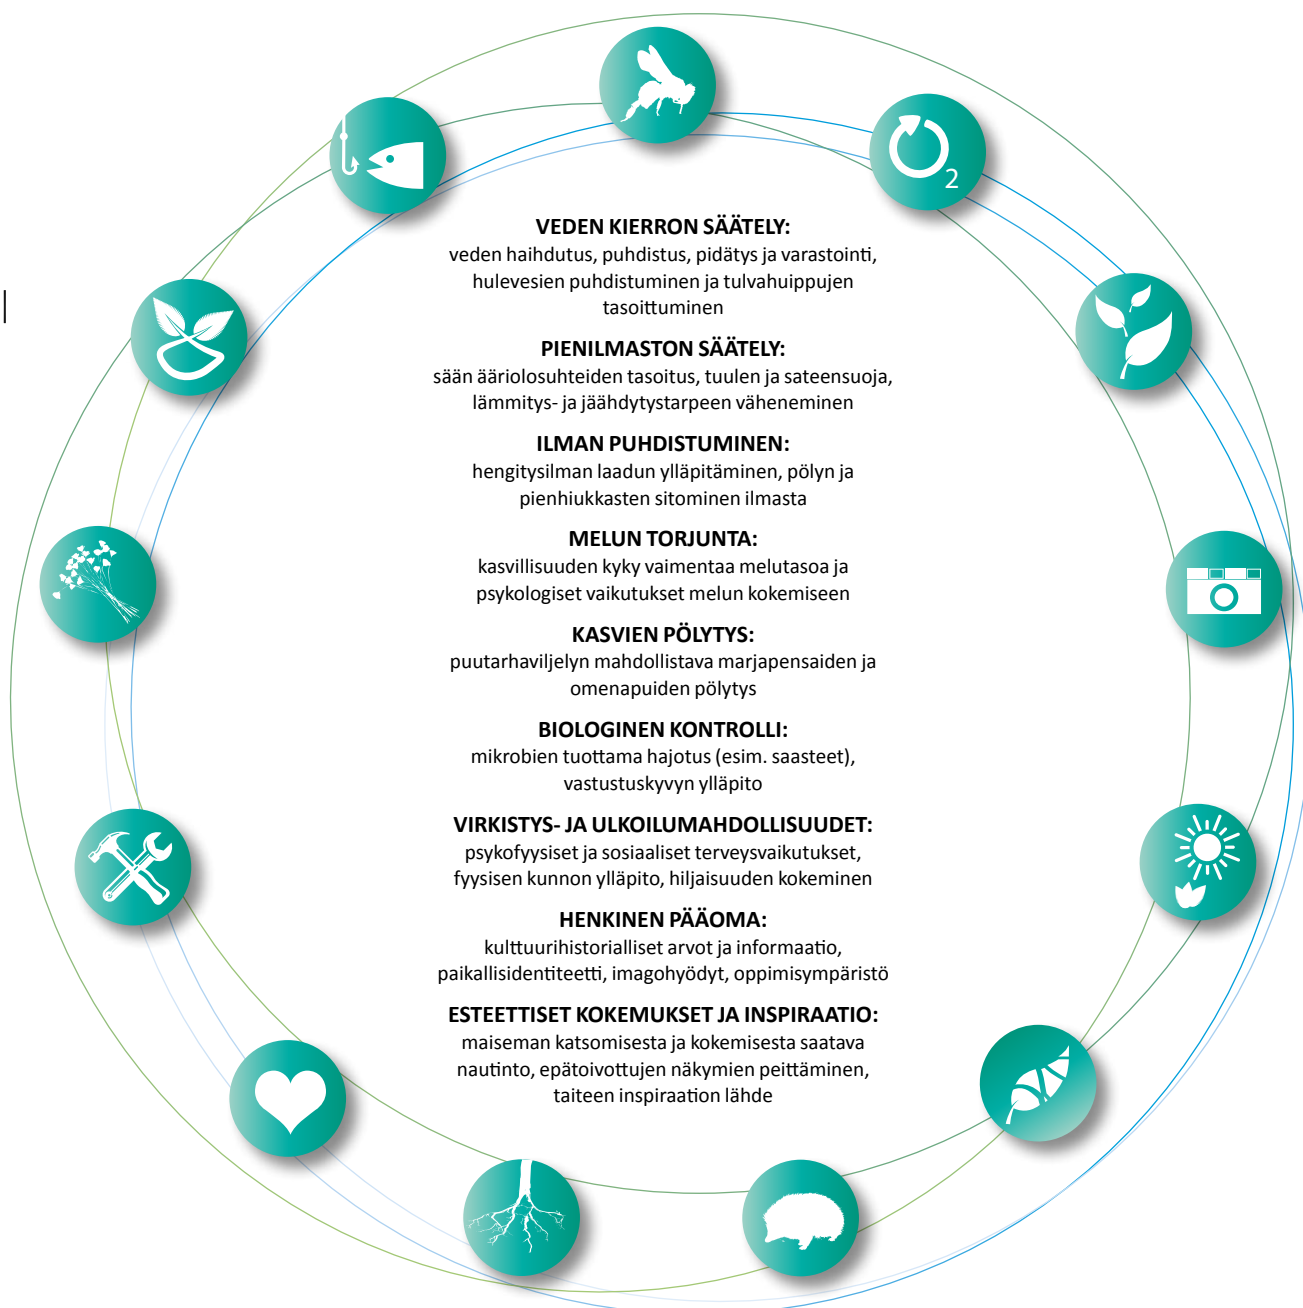 2
VEDEN KIERRON SÄÄTELY:
veden haihdutus, puhdistus, pidätys ja varastointi,
hulevesien puhdistuminen ja tulvahuippujen
tasoittuminen
PIENILMASTON SÄÄTELY:
sään ääriolosuhteiden tasoitus, tuulen ja sateensuoja,
lämmitys- ja jäähdytystarpeen väheneminen
ILMAN PUHDISTUMINEN:
hengitysilman laadun ylläpitäminen, pölyn ja
pienhiukkasten sitominen ilmasta
MELUN TORJUNTA:
kasvillisuuden kyky vaimentaa melutasoa ja
psykologiset vaikutukset melun kokemiseen
KASVIEN PÖLYTYS:
puutarhaviljelyn mahdollistava marjapensaiden ja
omenapuiden pölytys
BIOLOGINEN KONTROLLI:
mikrobien tuottama hajotus (esim. saasteet),
vastustuskyvyn ylläpito
VIRKISTYS- JA ULKOILUMAHDOLLISUUDET:
psykofyysiset ja sosiaaliset terveysvaikutukset,
fyysisen kunnon ylläpito, hiljaisuuden kokeminen
HENKINEN PÄÄOMA:
kulttuurihistorialliset arvot ja informaatio,
paikallisidentiteetti, imagohyödyt, oppimisympäristö
ESTEETTISET KOKEMUKSET JA INSPIRAATIO:
maiseman katsomisesta ja kokemisesta saatava
nautinto, epätoivottujen näkymien peittäminen,
taiteen inspiraation lähde